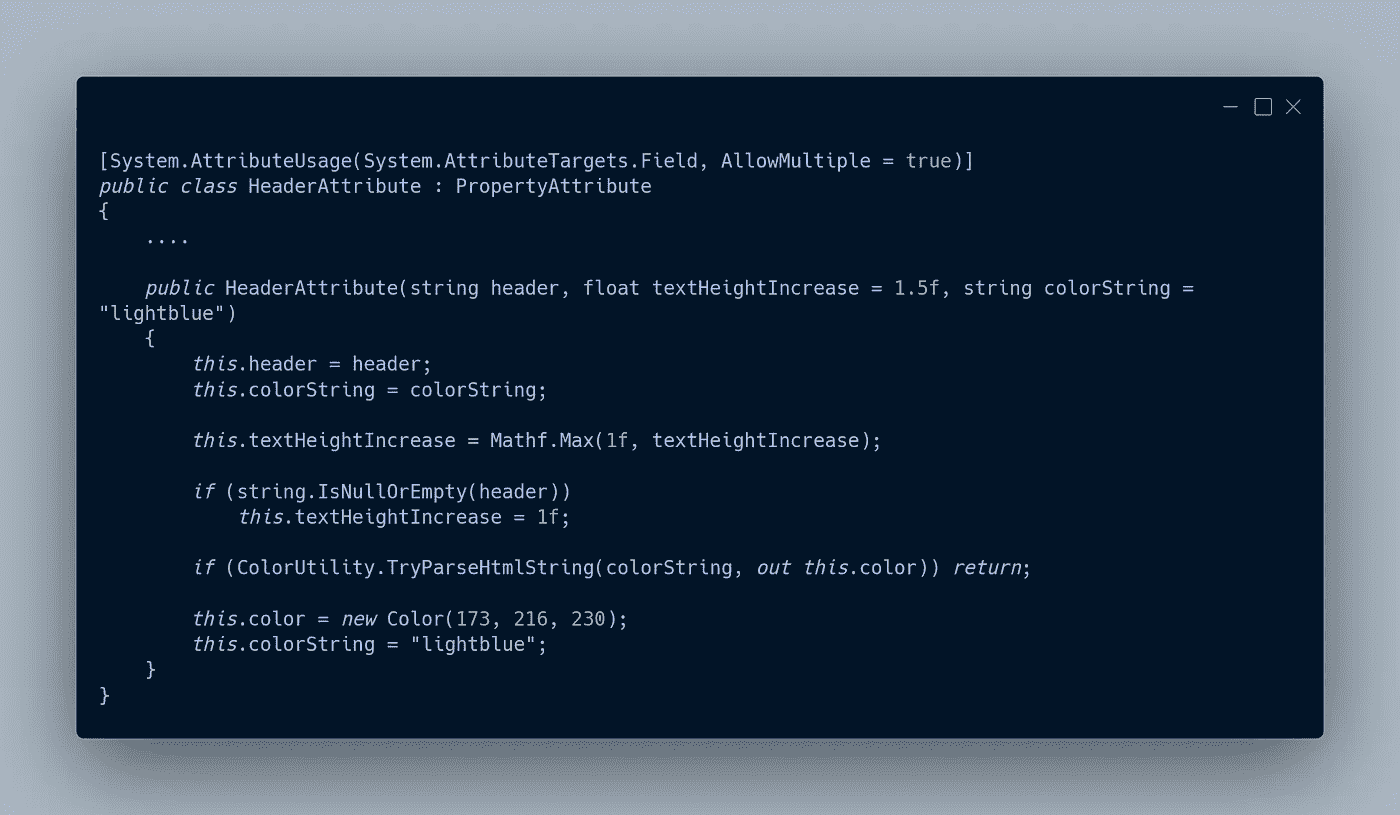 [System.AttributeUsage(System.AttributeTargets.Field, AllowMultiple = true)]
public class HeaderAttribute : PropertyAttribute
{
    ....
    public HeaderAttribute(string header, float textHeightIncrease = 1.5f, string colorString =
"lightblue")
    {
        this.header = header;
        this.colorString = colorString;
        this.textHeightIncrease = Mathf.Max(1f, textHeightIncrease);
        if (string.IsNullOrEmpty(header))
            this.textHeightIncrease = 1f;
        if (ColorUtility.TryParseHtmlString(colorString, out this.color)) return;
        this.color = new Color(173, 216, 230);
        this.colorString = "lightblue";
    }
}